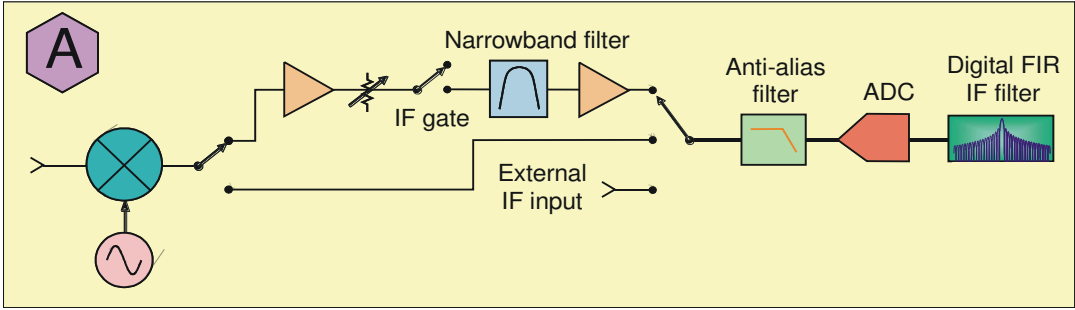 A
Narrowband filter
IF gate
External
IF input
Anti-alias
filter
ADC
Digital FIR
IF filter